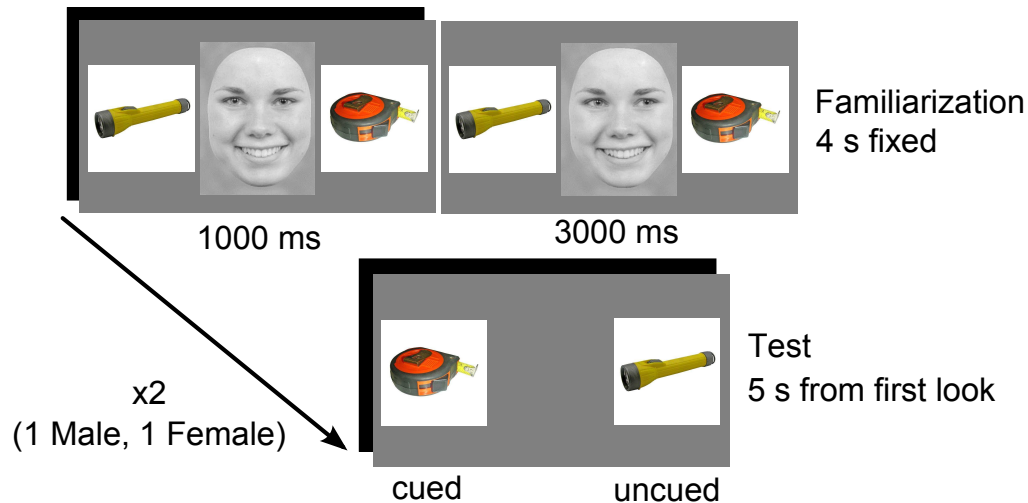 Familiarization
4 s fixed
1000 ms
3000 ms
Test
5 s from first look
x2
(1 Male, 1 Female)
cued
uncued